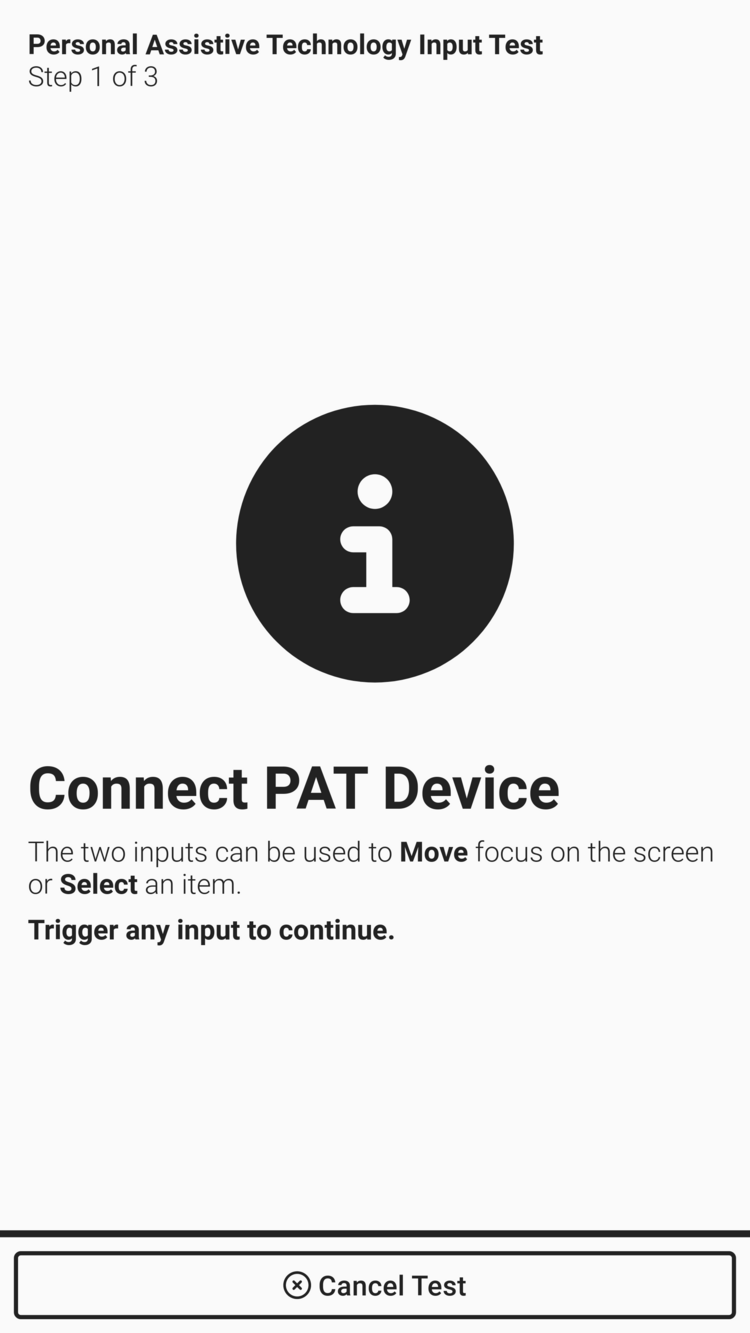 Personal Assistive Technology Input Test
Step 1 of 3
Connect PAT Device
The two inputs can be used to Move focus on the screen
or Select an item.
Trigger any input to continue.
Cancel Test